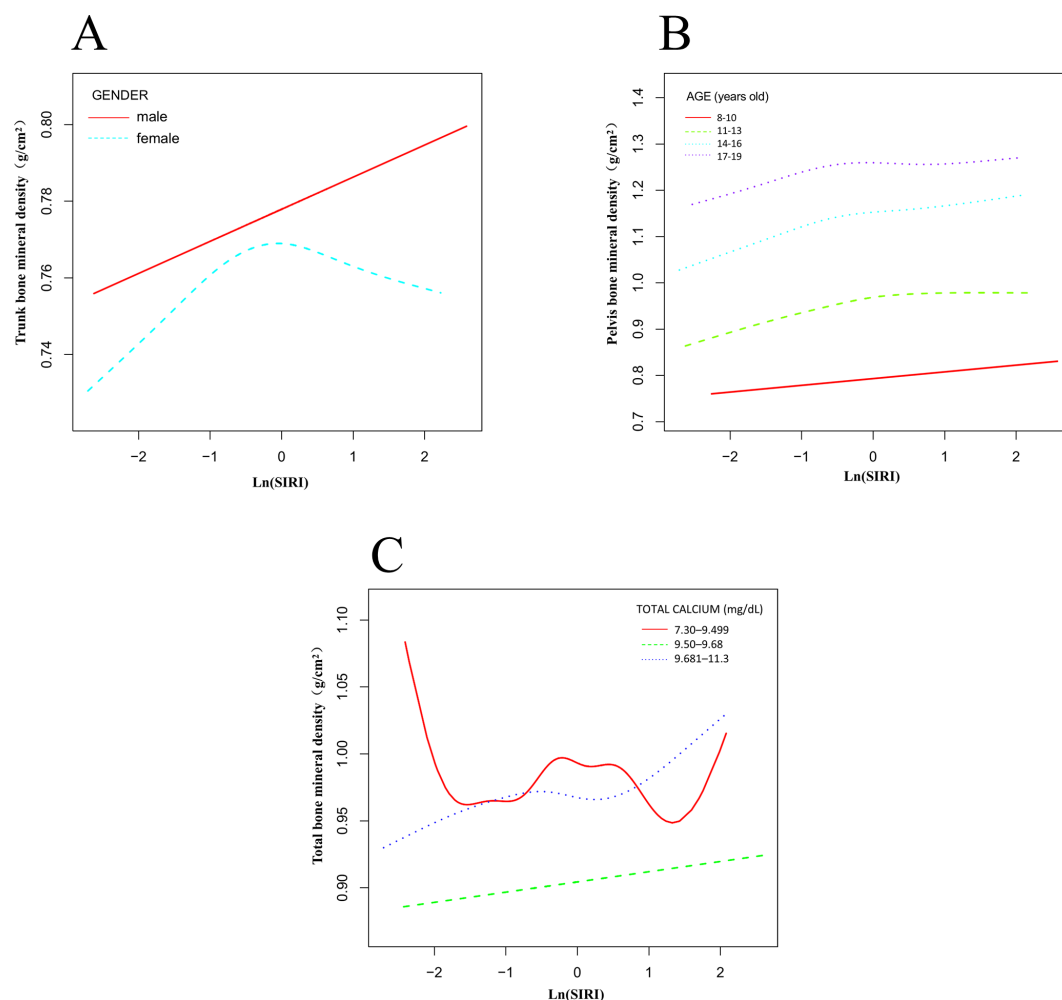 A
GENDER
male
female
Trunk bone mineral density（g/cm²）
0.80
0.78
0.76
0.74
−2 −1 0 1 2
Ln(SIRI)
B
AGE (years old)
8-10
11-13
14-16
17-19
Pelvis bone mineral density（g/cm²）
1.4
1.3
1.2
1.1
1.0
0.9
0.8
0.7
−2 −1 0 1 2
Ln(SIRI)
C
TOTAL CALCIUM (mg/dL)
7.30–9.499
9.50–9.68
9.681–11.3
Total bone mineral density（g/cm²）
1.10
1.05
1.00
0.95
0.90
−2 −1 0 1 2
Ln(SIRI)